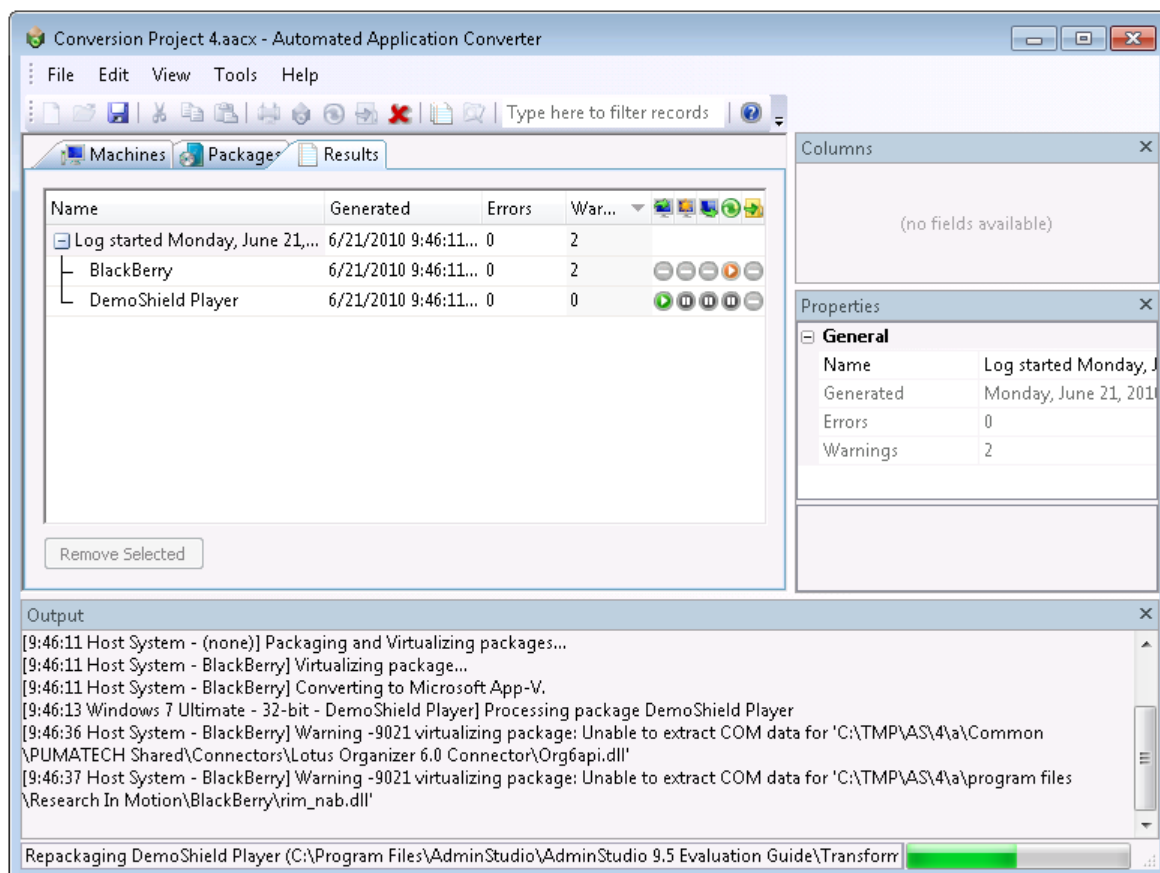 Conversion Project 4.aacx - Automated Application Converter
File Edit View Tools Help
Type here to filter records
Machines Packages Results
Name Generated Errors War...
Log started Monday, June 21,... 6/21/2010 9:46:11... 0 2
BlackBerry 6/21/2010 9:46:11... 0 2
DemoShield Player 6/21/2010 9:46:11... 0 0
Remove Selected
Columns
(no fields available)
Properties
General
Name Log started Monday, J
Generated Monday, June 21, 201
Errors 0
Warnings 2
Output
[9:46:11 Host System - (none)] Packaging and Virtualizing packages...
[9:46:11 Host System - BlackBerry] Virtualizing package...
[9:46:11 Host System - BlackBerry] Converting to Microsoft App-V.
[9:46:13 Windows 7 Ultimate - 32-bit - DemoShield Player] Processing package DemoShield Player
[9:46:36 Host System - BlackBerry] Warning -9021 virtualizing package: Unable to extract COM data for 'C:\TMP\AS\4\a\Common
\PUMATECH Shared\Connectors\Lotus Organizer 6.0 Connector\Org6api.dll'
[9:46:37 Host System - BlackBerry] Warning -9021 virtualizing package: Unable to extract COM data for 'C:\TMP\AS\4\a\program files
\Research In Motion\BlackBerry\rim_nab.dll'
Repackaging DemoShield Player (C:\Program Files\AdminStudio\AdminStudio 9.5 Evaluation Guide\Transform